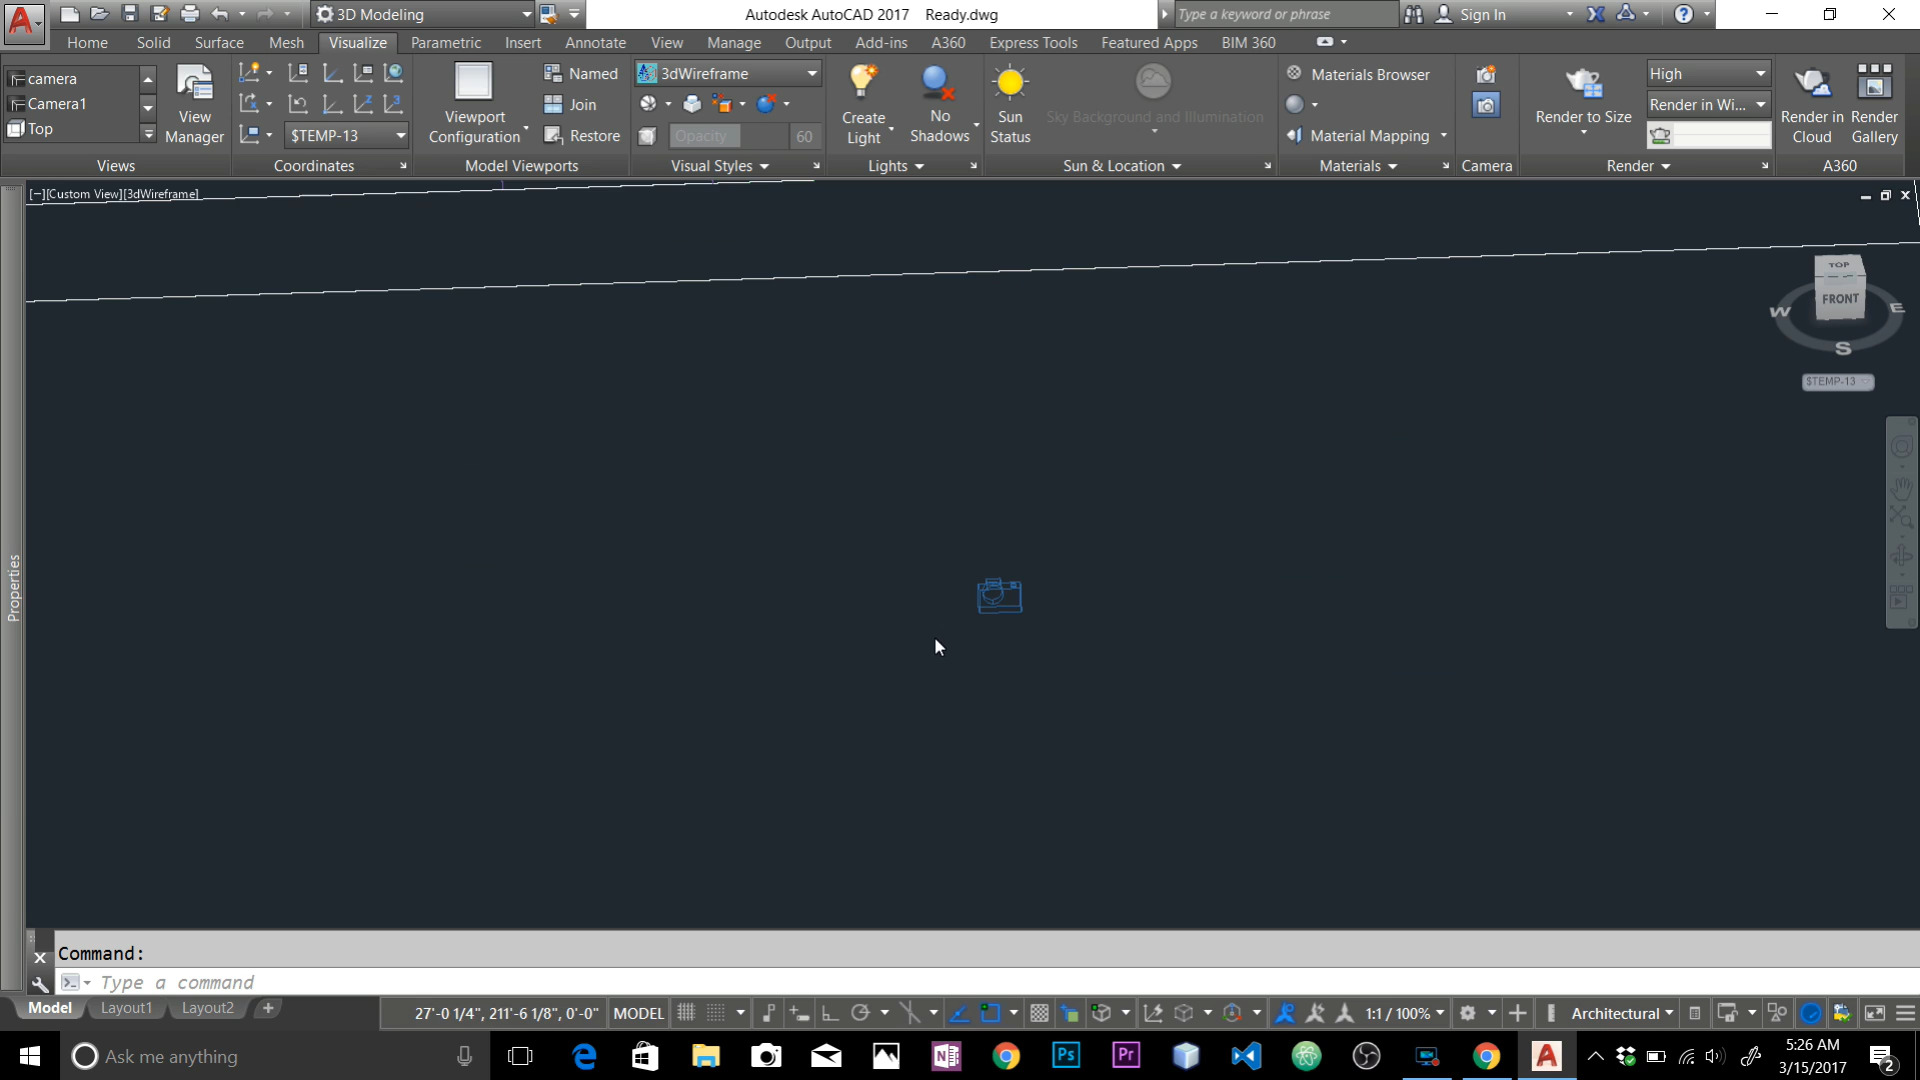 3D Modeling
Autodesk AutoCAD 2017 Ready.dwg
Type a keyword or phrase
Sign In
Home Solid Surface Mesh Visualize Parametric Insert Annotate View Manage Output Add-ins A360 Express Tools Featured Apps BIM 360
camera
Camera1
Top
View
Manager
Views
$TEMP-13
Coordinates
Viewport
Configuration
Named
Join
Restore
Model Viewports
3dWireframe
Opacity 60
Visual Styles
Create
Light
No
Shadows
Lights
Sun
Status
Sky Background and Illumination
Sun & Location
Materials Browser
Material Mapping
Materials
Camera
Render to Size
High
Render in Wi...
Render
Render in
Cloud
Render
Gallery
A360
[−][Custom View][3dWireframe]
TOP
FRONT
W
E
S
$TEMP-13
Properties
Command:
Type a command
Model Layout1 Layout2 +
27'-0 1/4", 211'-6 1/8", 0'-0" MODEL 1:1 / 100% Architectural
Ask me anything
5:26 AM
3/15/2017
2